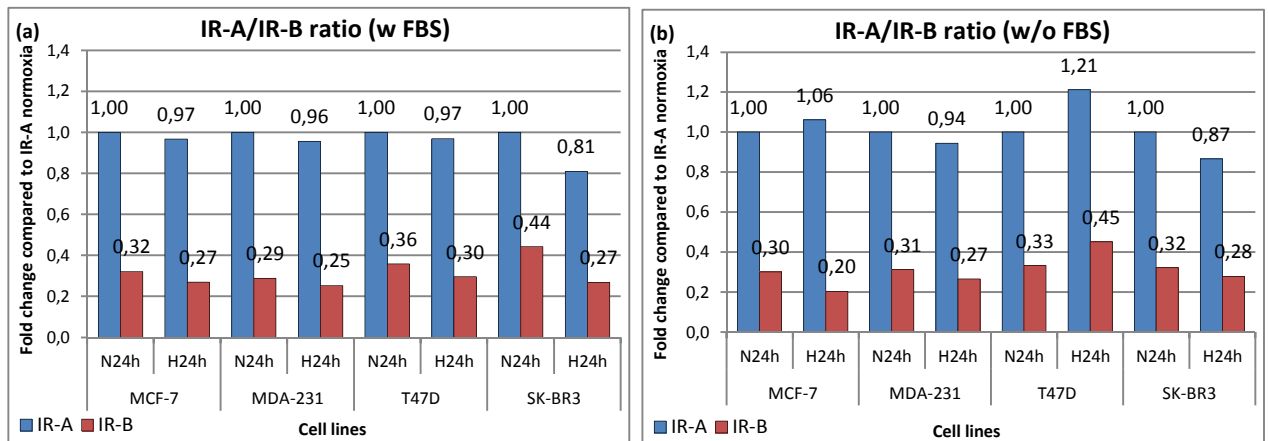 (a)
IR-A/IR-B ratio (w FBS)
Fold change compared to IR-A normoxia
1,4
1,2
1,0
0,8
0,6
0,4
0,2
0,0
1,00 0,97 1,00 0,96 1,00 0,97 1,00 0,81
0,32 0,27 0,29 0,25 0,36 0,30 0,44 0,27
N24h H24h N24h H24h N24h H24h N24h H24h
MCF-7 MDA-231 T47D SK-BR3
IR-A IR-B
Cell lines
(b)
IR-A/IR-B ratio (w/o FBS)
Fold change compared to IR-A normoxia
1,4
1,2
1,0
0,8
0,6
0,4
0,2
0,0
1,00 1,06 1,00 0,94 1,00 1,21 1,00 0,87
0,30 0,20 0,31 0,27 0,33 0,45 0,32 0,28
N24h H24h N24h H24h N24h H24h N24h H24h
MCF-7 MDA-231 T47D SK-BR3
IR-A IR-B
Cell lines